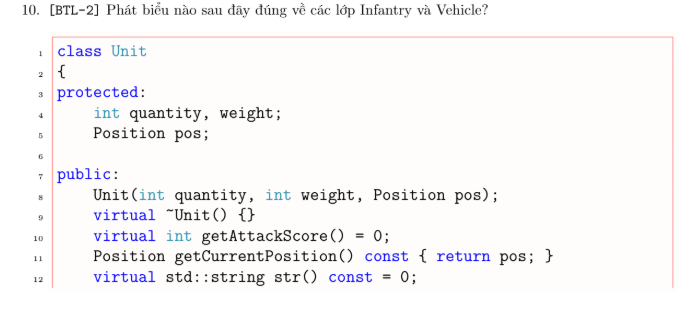 10. [BTL-2] Phát biểu nào sau đây đúng về các lớp Infantry và Vehicle?
1 class Unit
2 {
3 protected:
4     int quantity, weight;
5     Position pos;
6
7 public:
8     Unit(int quantity, int weight, Position pos);
9     virtual ~Unit() {}
10     virtual int getAttackScore() = 0;
11     Position getCurrentPosition() const { return pos; }
12     virtual std::string str() const = 0;